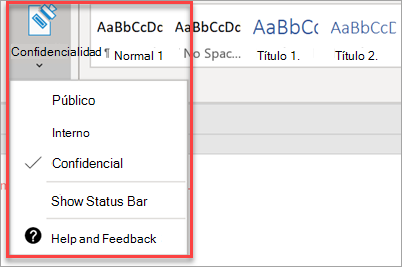 AaBbCcDc AaBbCcDc AaBbCc AaBbCcDc
Confidencialidad ¶ Normal 1 No Spac... Título 1. Título 2.
Público
Interno
Confidencial
Show Status Bar
Help and Feedback